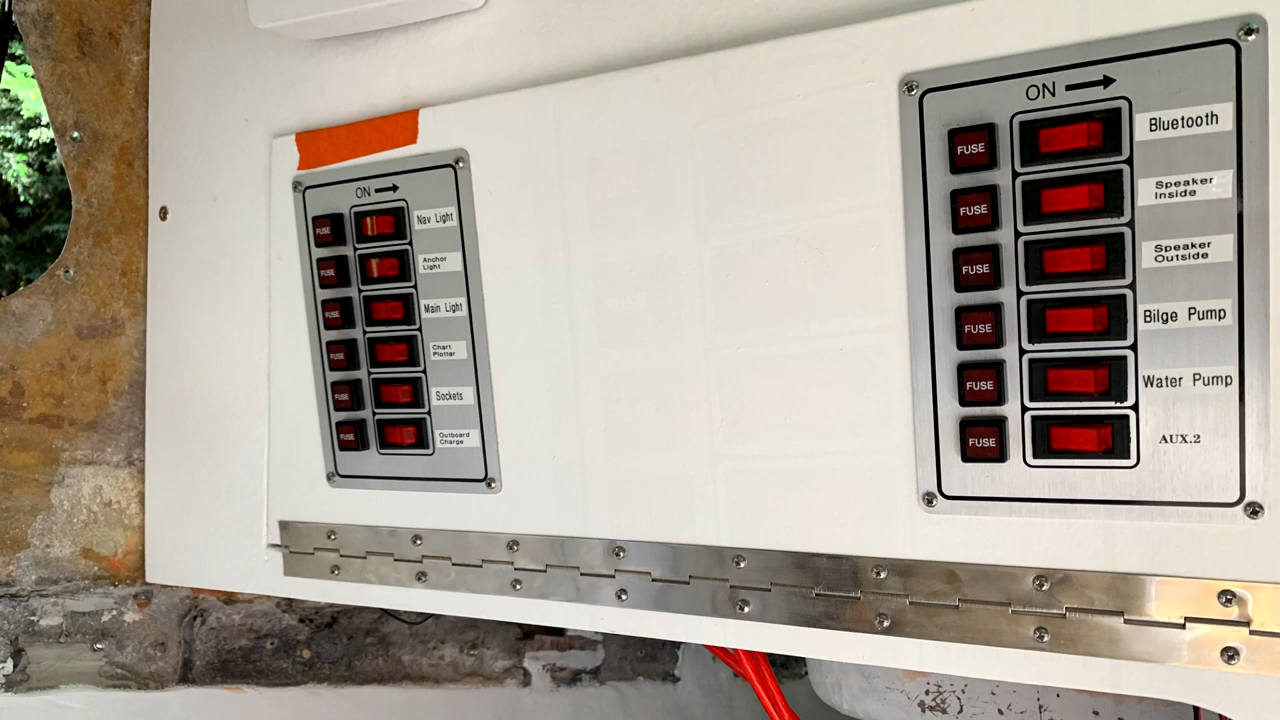 ON
FUSE
Nav Light
FUSE
Anchor
Light
FUSE
Main Light
FUSE
Chart
Plotter
FUSE
Sockets
FUSE
Outboard
Charge
ON
FUSE
Bluetooth
FUSE
Speaker
Inside
FUSE
Speaker
Outside
FUSE
Bilge Pump
FUSE
Water Pump
FUSE
AUX.2